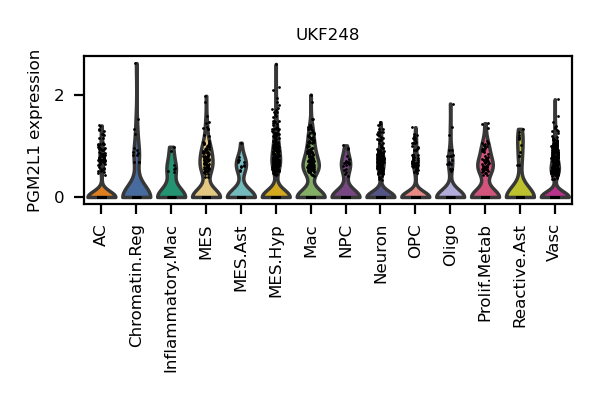 UKF248
PGM2L1 expression
2
0
AC
Chromatin.Reg
Inflammatory.Mac
MES
MES.Ast
MES.Hyp
Mac
NPC
Neuron
OPC
Oligo
Prolif.Metab
Reactive.Ast
Vasc